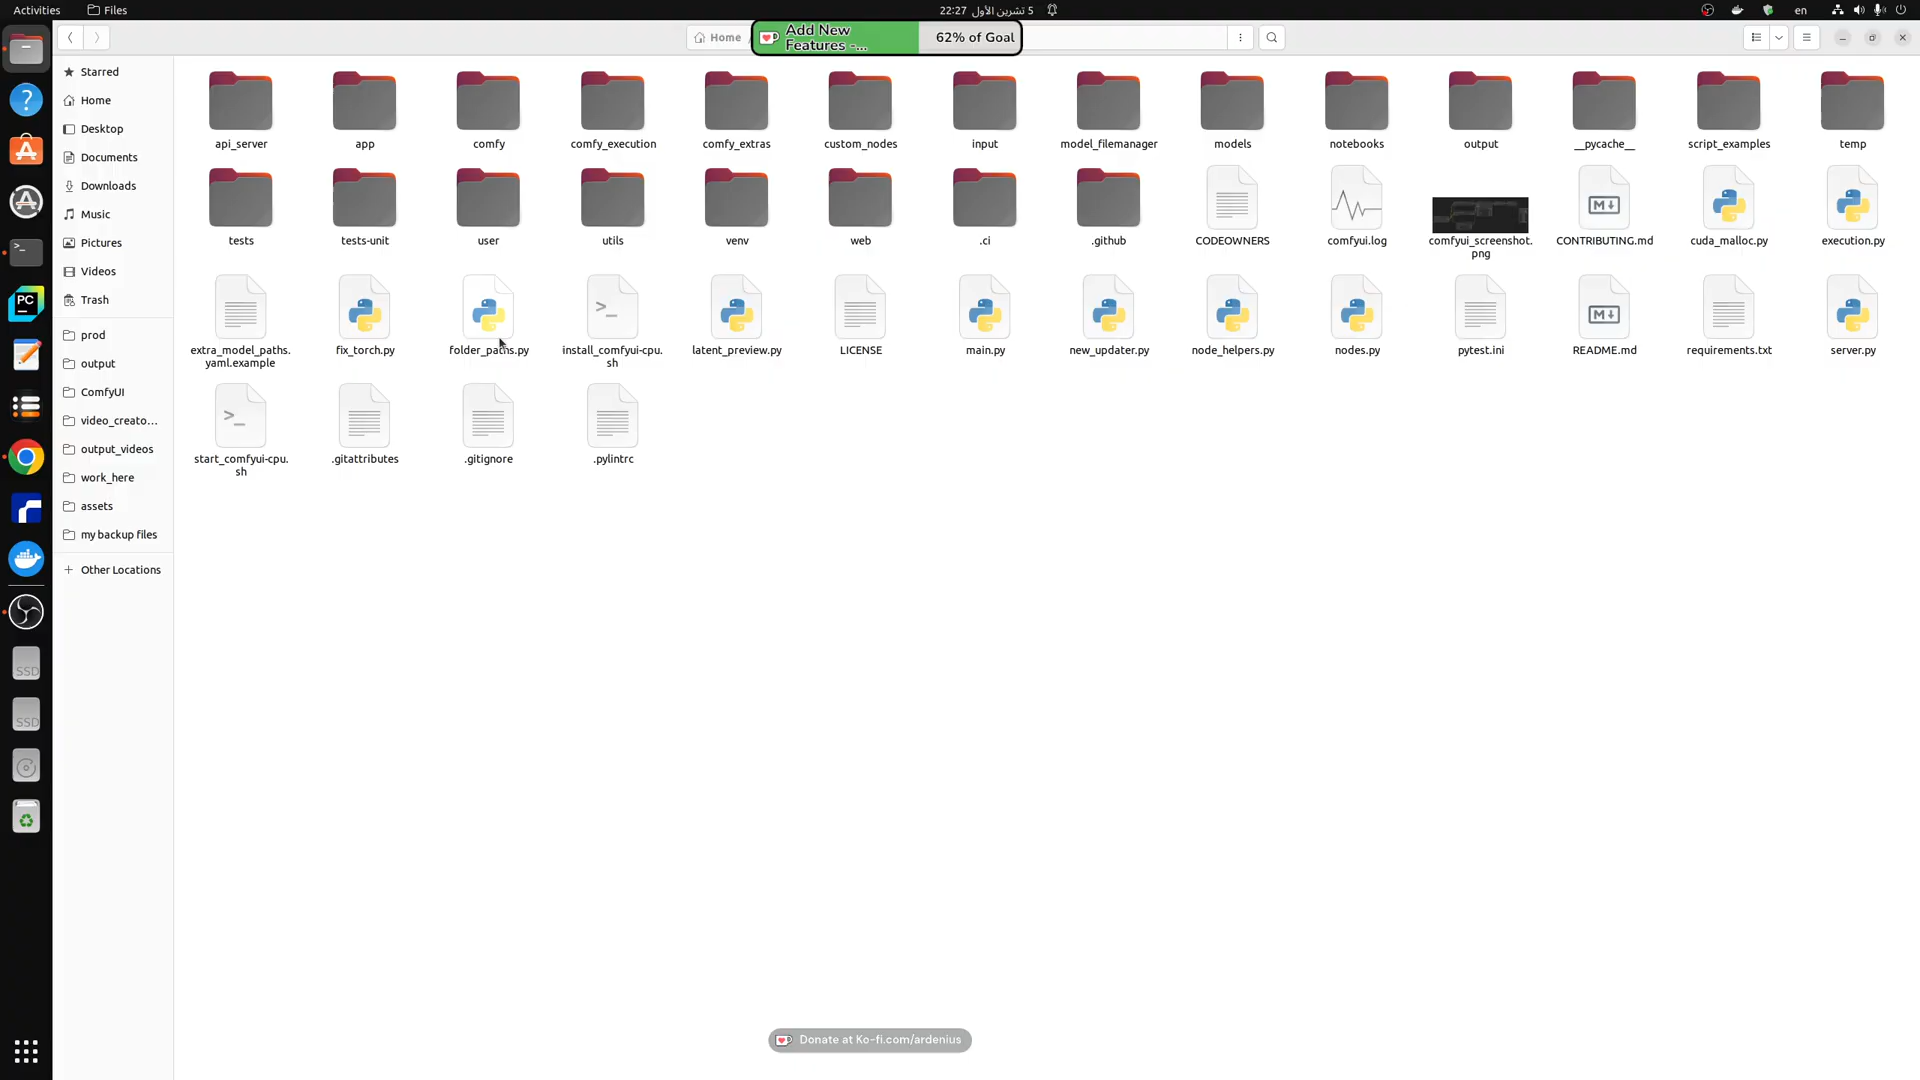 Activities
Files
22:27 5 تشرين الأول
en
Home
Add New
Features -...
62% of Goal
Starred
Home
Desktop
Documents
Downloads
Music
Pictures
Videos
Trash
prod
output
ComfyUI
video_creato...
output_videos
work_here
assets
my backup files
+ Other Locations
api_server
app
comfy
comfy_execution
comfy_extras
custom_nodes
input
model_filemanager
models
notebooks
output
__pycache__
script_examples
temp
tests
tests-unit
user
utils
venv
web
.ci
.github
CODEOWNERS
comfyui.log
comfyui_screenshot.
png
CONTRIBUTING.md
cuda_malloc.py
execution.py
extra_model_paths.
yaml.example
fix_torch.py
folder_paths.py
install_comfyui-cpu.
sh
latent_preview.py
LICENSE
main.py
new_updater.py
node_helpers.py
nodes.py
pytest.ini
README.md
requirements.txt
server.py
start_comfyui-cpu.
sh
.gitattributes
.gitignore
.pylintrc
PC
SSD
SSD
M↓
M↓
>_
>_
>_
Donate at Ko-fi.com/ardenius